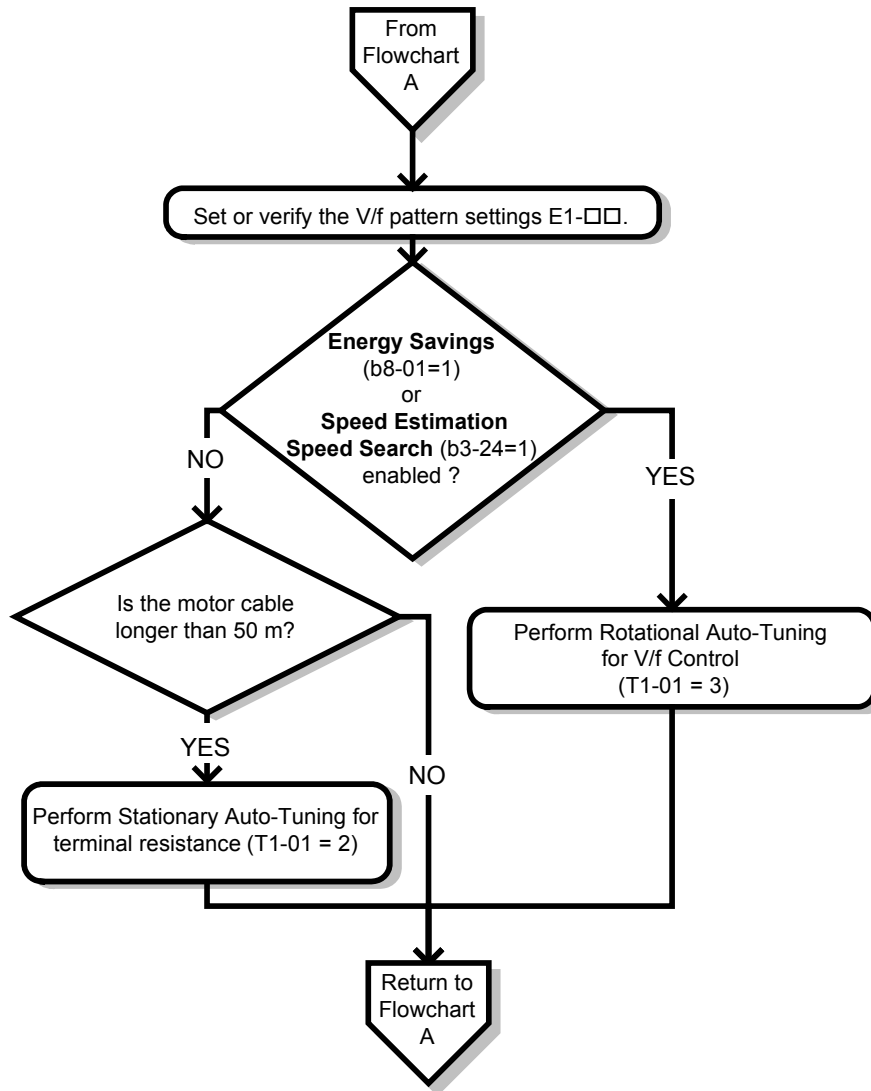 From
Flowchart
A
Set or verify the V/f pattern settings E1-□□.
Energy Savings
(b8-01=1)
or
Speed Estimation
Speed Search (b3-24=1)
enabled ?
NO
YES
Is the motor cable
longer than 50 m?
Perform Rotational Auto-Tuning
for V/f Control
(T1-01 = 3)
YES
NO
Perform Stationary Auto-Tuning for
terminal resistance (T1-01 = 2)
Return to
Flowchart
A